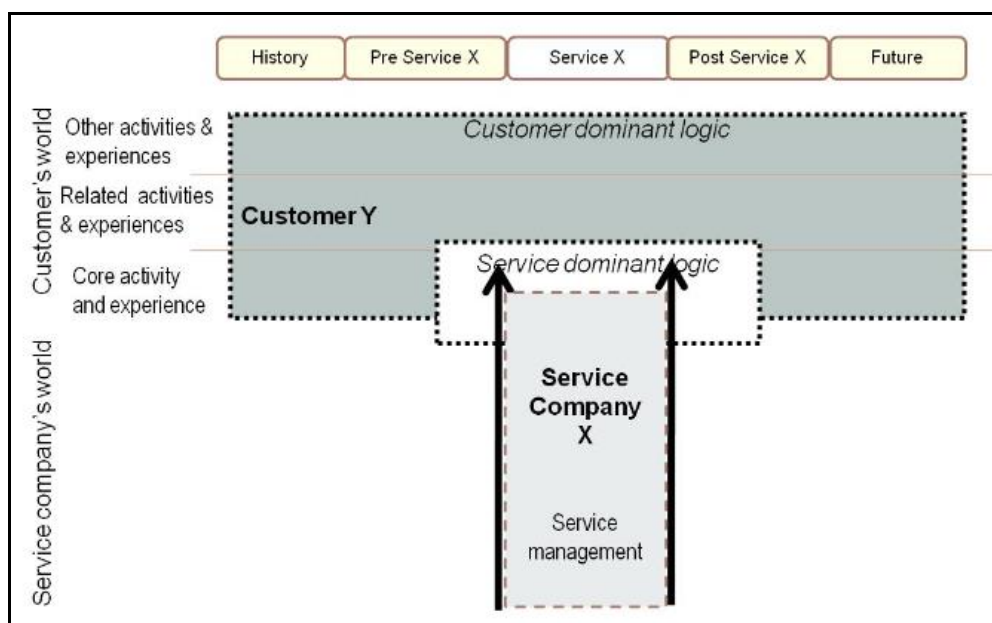 History
Pre Service X
Service X
Post Service X
Future
Customer's world
Other activities &
experiences
Customer dominant logic
Related activities
& experiences
Customer Y
Core activity
and experience
Service dominant logic
Service company's world
Service
Company
X
Service
management